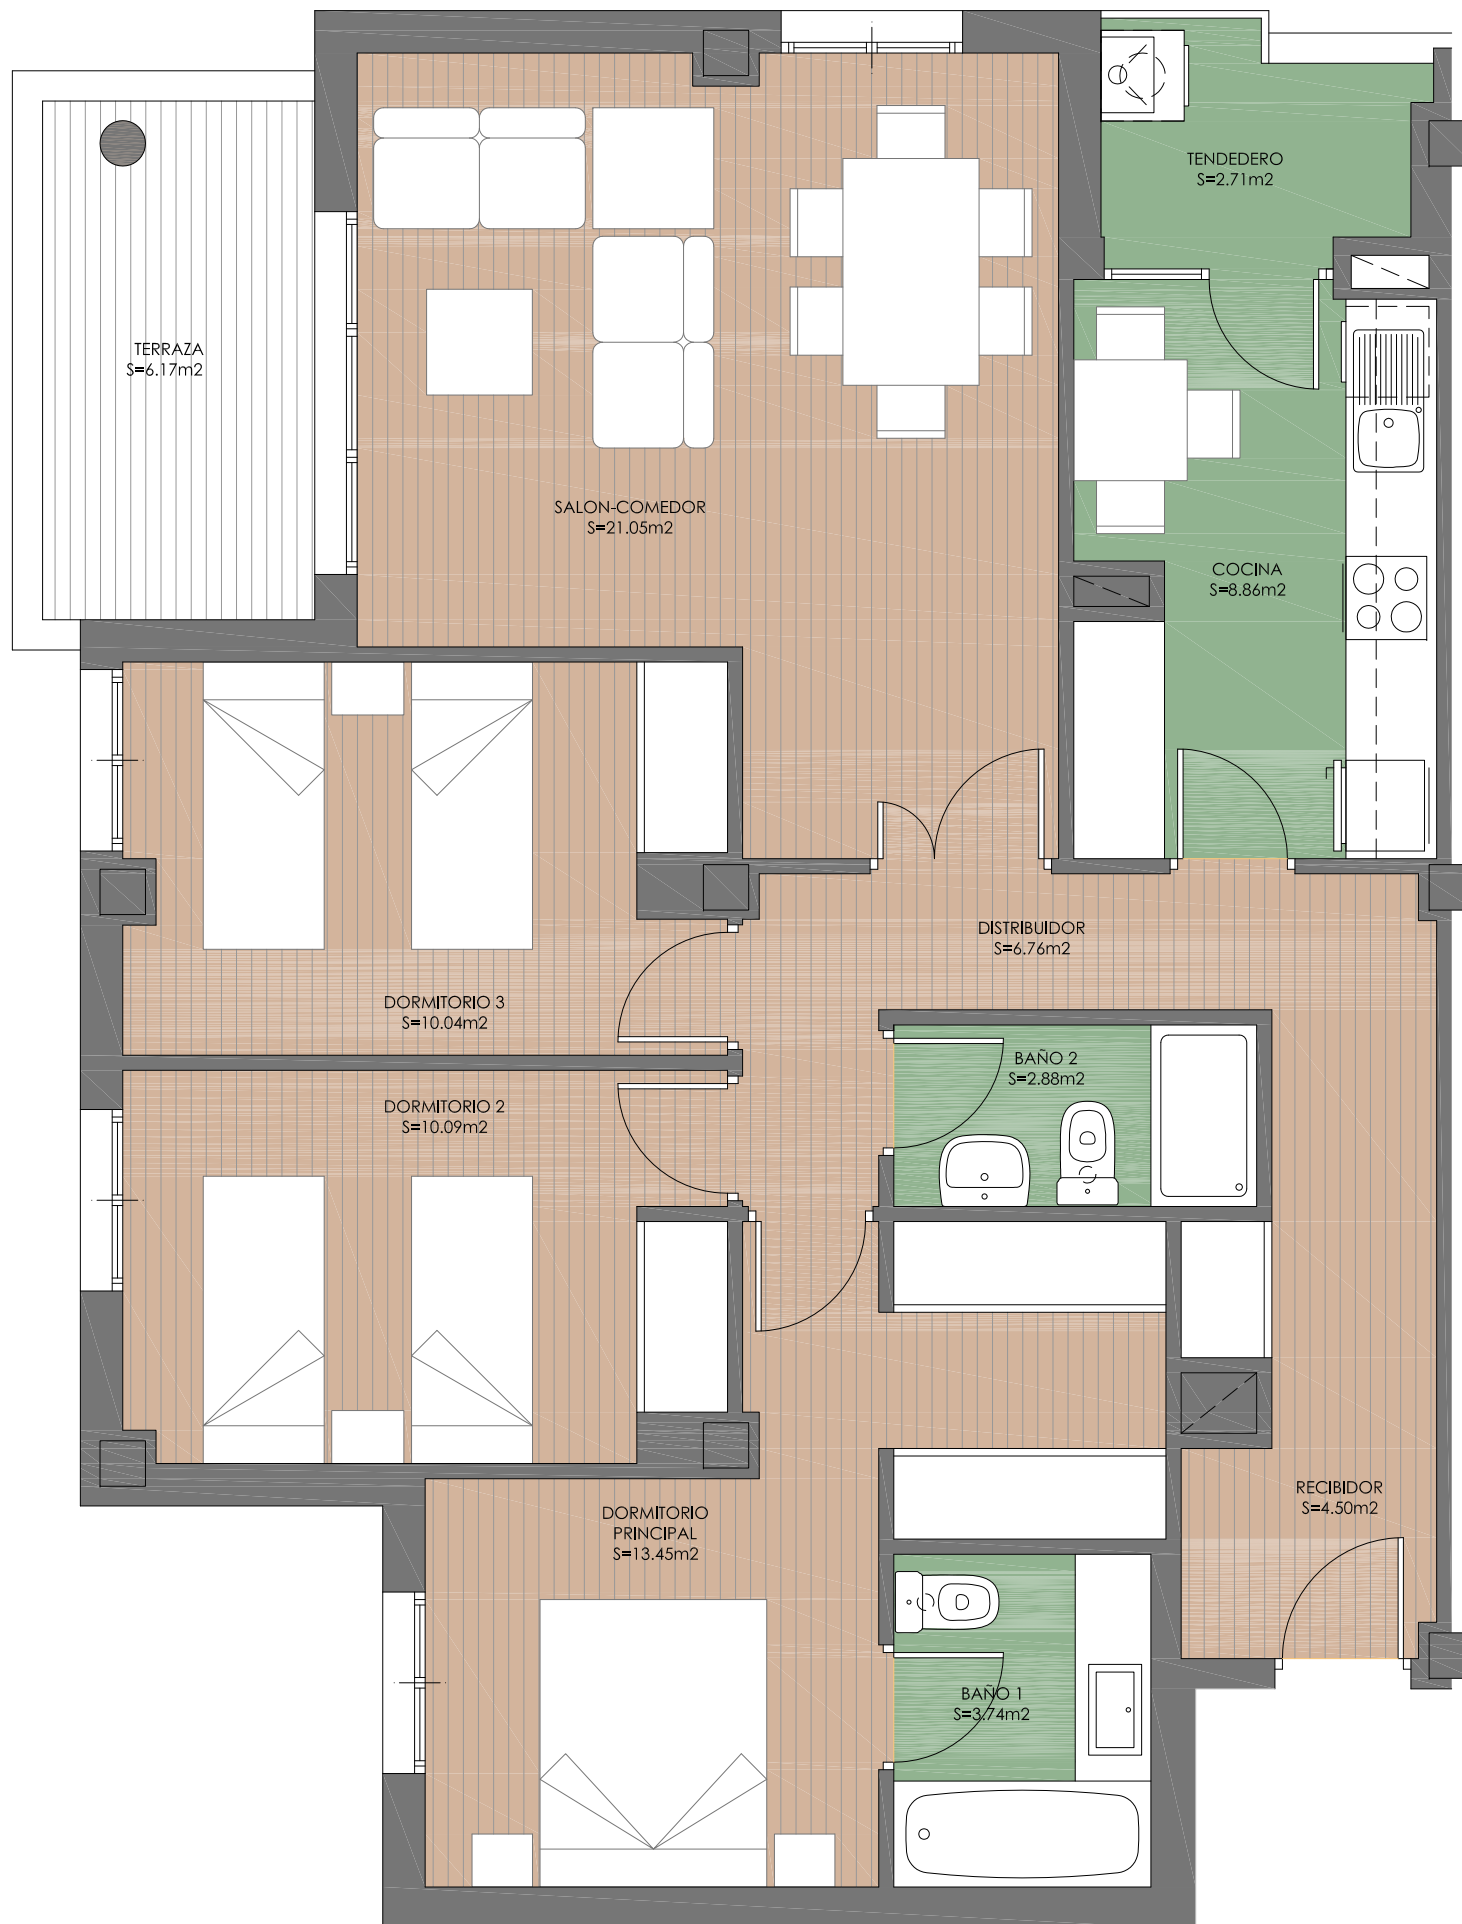 TENDEDERO
S=2.71m2
TERRAZA
S=6.17m2
SALON-COMEDOR
S=21.05m2
COCINA
S=8.86m2
DISTRIBUIDOR
S=6.76m2
DORMITORIO 3
S=10.04m2
BAÑO 2
S=2.88m2
DORMITORIO 2
S=10.09m2
RECIBIDOR
S=4.50m2
DORMITORIO
PRINCIPAL
S=13.45m2
BAÑO 1
S=3.74m2